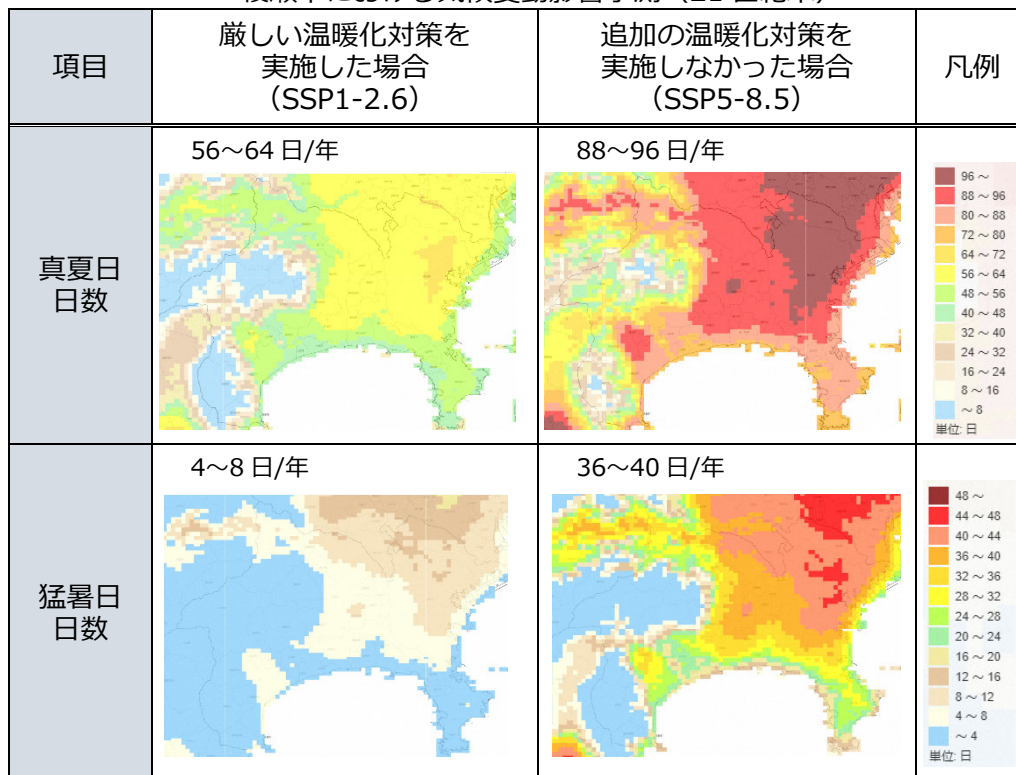 項目
厳しい温暖化対策を
実施した場合
（SSP1-2.6）
追加の温暖化対策を
実施しなかった場合
（SSP5-8.5）
凡例
真夏日
日数
56～64 日/年
88～96 日/年
96 ～
88 ～ 96
80 ～ 88
72 ～ 80
64 ～ 72
56 ～ 64
48 ～ 56
40 ～ 48
32 ～ 40
24 ～ 32
16 ～ 24
8 ～ 16
～ 8
単位: 日
猛暑日
日数
4～8 日/年
36～40 日/年
48 ～
44 ～ 48
40 ～ 44
36 ～ 40
32 ～ 36
28 ～ 32
24 ～ 28
20 ～ 24
16 ～ 20
12 ～ 16
8 ～ 12
4 ～ 8
～ 4
単位: 日